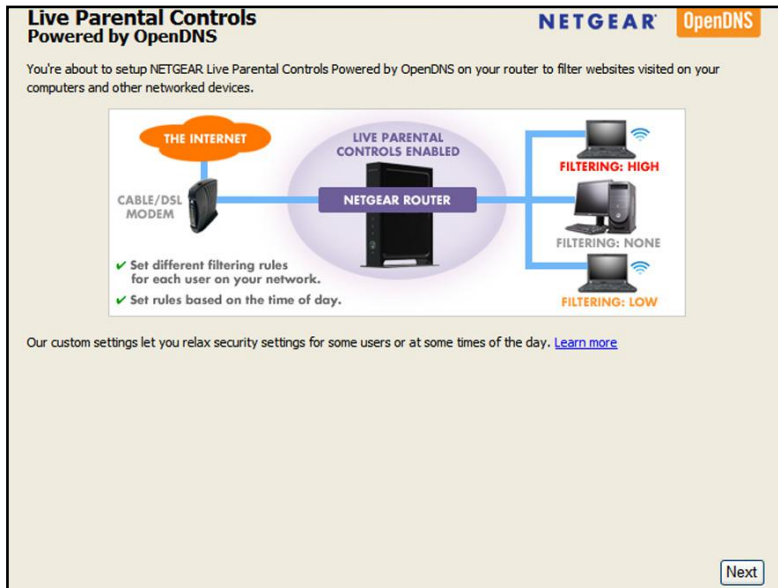 Live Parental Controls
Powered by OpenDNS
NETGEAR
OpenDNS
You're about to setup NETGEAR Live Parental Controls Powered by OpenDNS on your router to filter websites visited on your
computers and other networked devices.
THE INTERNET
LIVE PARENTAL
CONTROLS ENABLED
FILTERING: HIGH
CABLE/DSL
MODEM
NETGEAR ROUTER
FILTERING: NONE
✔ Set different filtering rules
for each user on your network.
✔ Set rules based on the time of day.
FILTERING: LOW
Our custom settings let you relax security settings for some users or at some times of the day. Learn more
Next